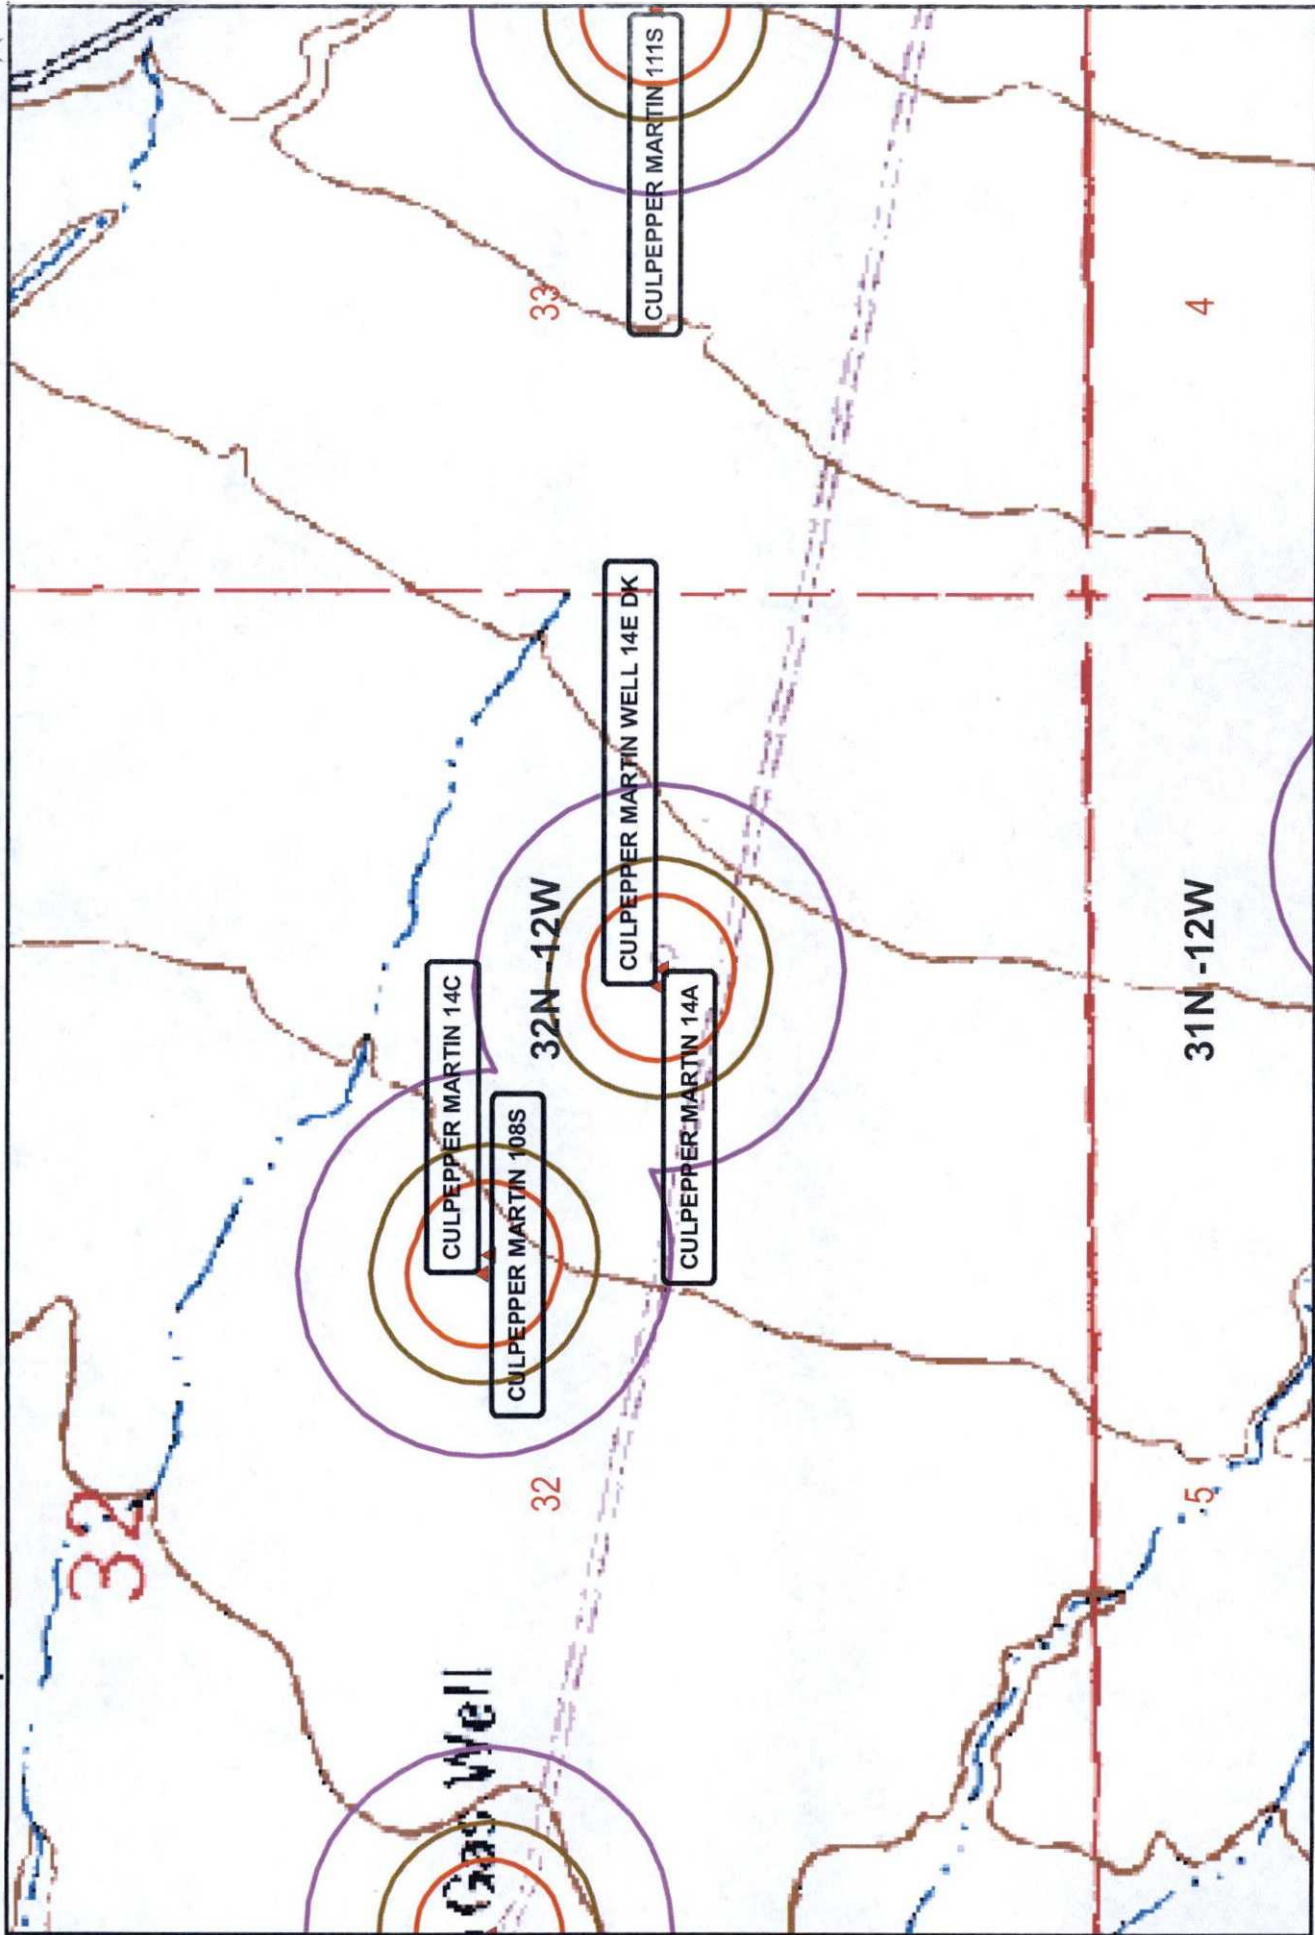 32
Gas Well
CULPEPPER MARTIN 14C
CULPEPPER MARTIN 108S
32
32N -12W
33
CULPEPPER MARTIN WELL 14E DK
CULPEPPER MARTIN 111S
CULPEPPER MARTIN 14A
5
31N -12W
4